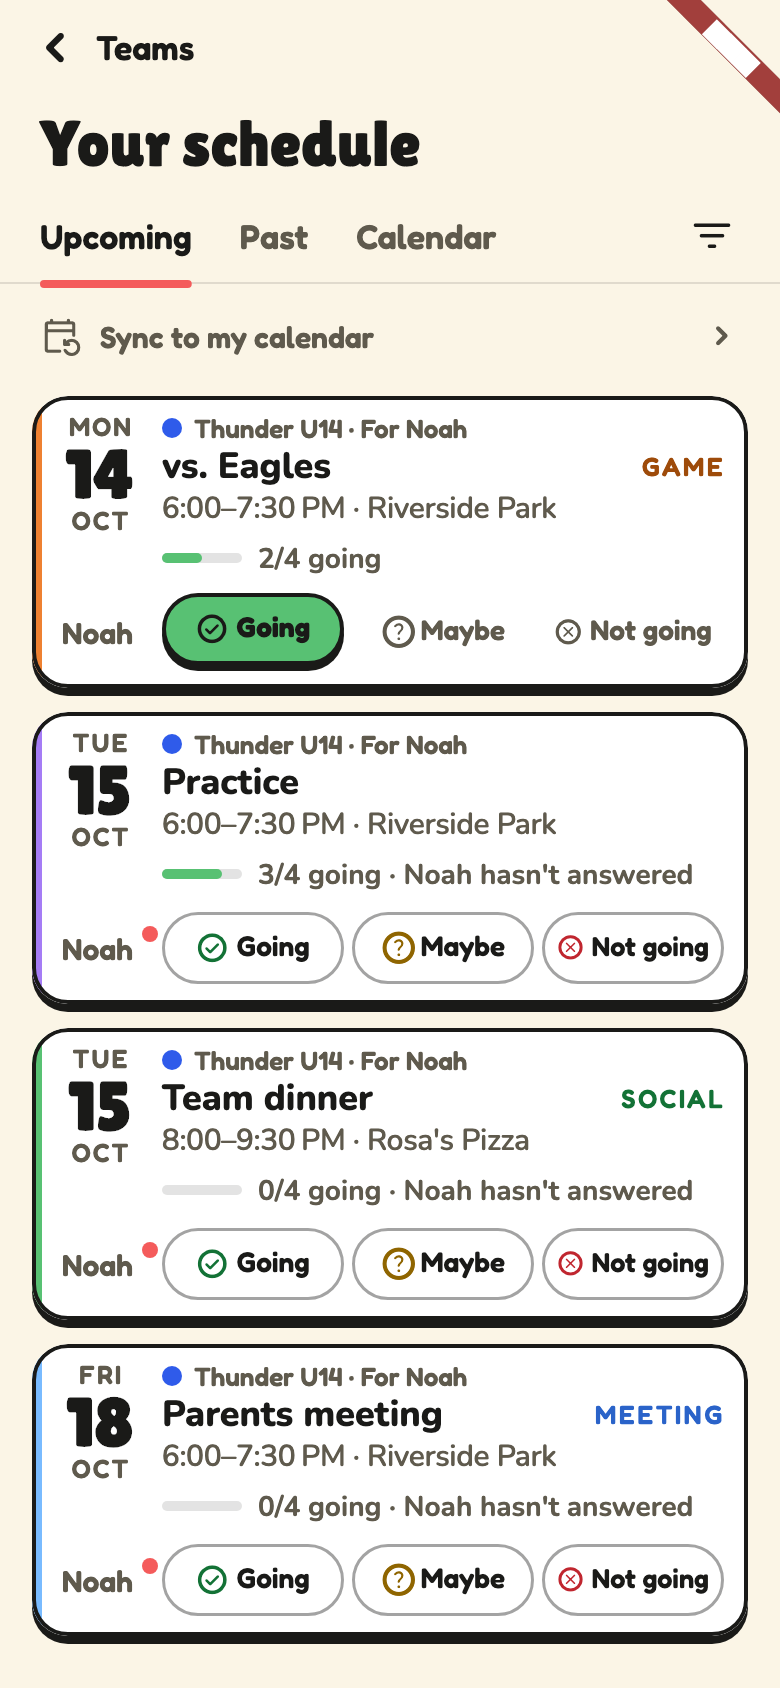 Teams
Your schedule
Upcoming Past Calendar
Sync to my calendar
MON
14
OCT
Thunder U14 · For Noah
vs. Eagles
GAME
6:00–7:30 PM · Riverside Park
2/4 going
Noah
Going
Maybe
Not going
TUE
15
OCT
Thunder U14 · For Noah
Practice
6:00–7:30 PM · Riverside Park
3/4 going · Noah hasn't answered
Noah
Going
Maybe
Not going
TUE
15
OCT
Thunder U14 · For Noah
Team dinner
SOCIAL
8:00–9:30 PM · Rosa's Pizza
0/4 going · Noah hasn't answered
Noah
Going
Maybe
Not going
FRI
18
OCT
Thunder U14 · For Noah
Parents meeting
MEETING
6:00–7:30 PM · Riverside Park
0/4 going · Noah hasn't answered
Noah
Going
Maybe
Not going